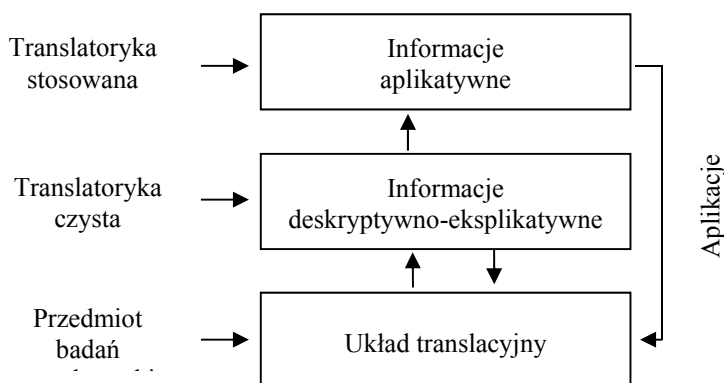 Translatoryka
stosowana
Informacje
aplikatywne
Translatoryka
czysta
Informacje
deskryptywno-eksplikatywne
Aplikacje
Przedmiot
badań
Układ translacyjny